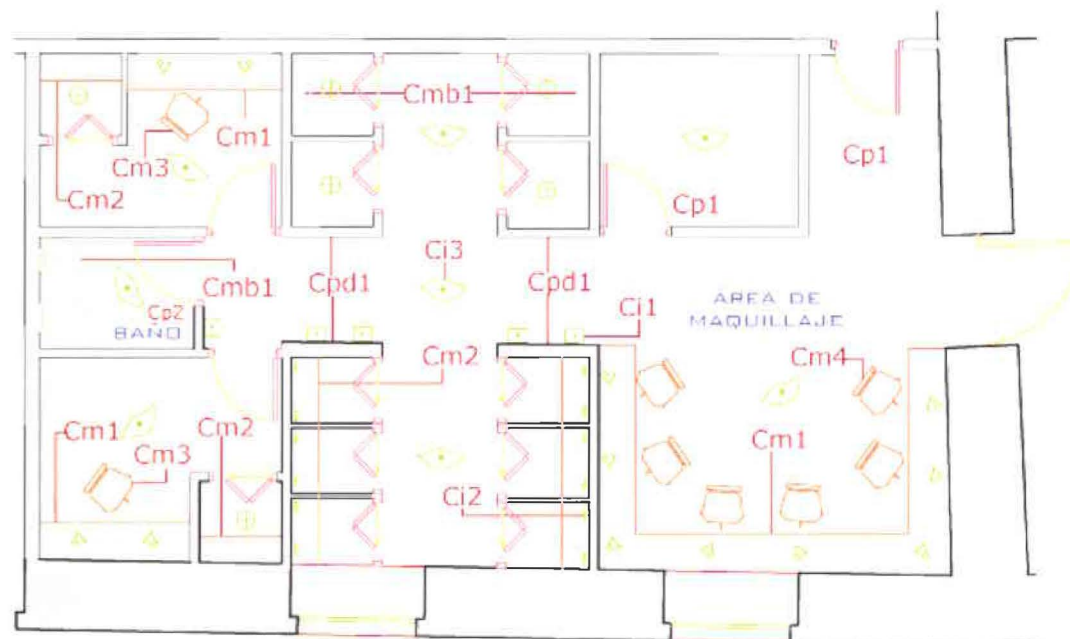 Cmb1
Cm1
Cm3
Cm2
Cp1
Cp1
Ci3
Cmb1
Cpd1
Cpd1
Cp2
BAÑO
Ci1
AREA DE
MAQUILLAJE
Cm2
Cm4
Cm1
Cm2
Cm3
Cm1
Ci2